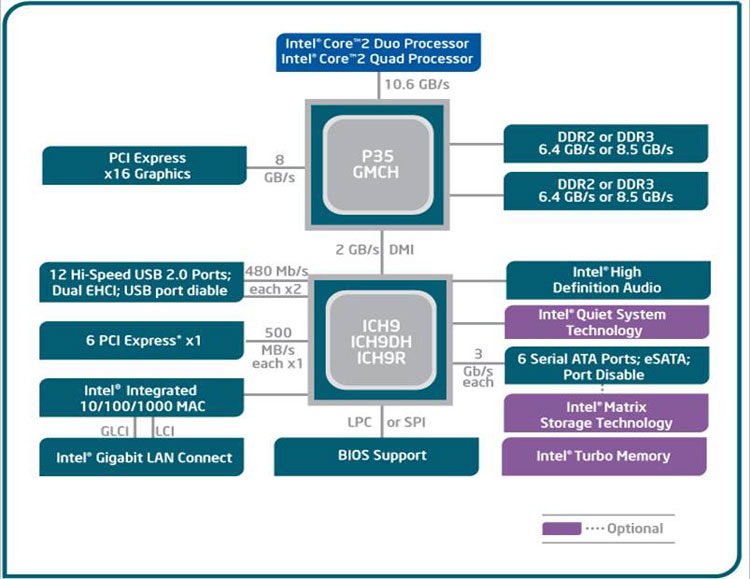 Intel® Core™2 Duo Processor
Intel® Core™2 Quad Processor
10.6 GB/s
P35
GMCH
PCI Express
x16 Graphics
8
GB/s
DDR2 or DDR3
6.4 GB/s or 8.5 GB/s
DDR2 or DDR3
6.4 GB/s or 8.5 GB/s
2 GB/s DMI
12 Hi-Speed USB 2.0 Ports;
Dual EHCI; USB port diable
480 Mb/s
each x2
Intel® High
Definition Audio
ICH9
ICH9DH
ICH9R
Intel® Quiet System
Technology
6 PCI Express* x1
500
MB/s
each x1
3
Gb/s
each
6 Serial ATA Ports; eSATA;
Port Disable
Intel® Integrated
10/100/1000 MAC
Intel® Matrix
Storage Technology
GLCI LCI
LPC or SPI
Intel® Gigabit LAN Connect
BIOS Support
Intel® Turbo Memory
Optional